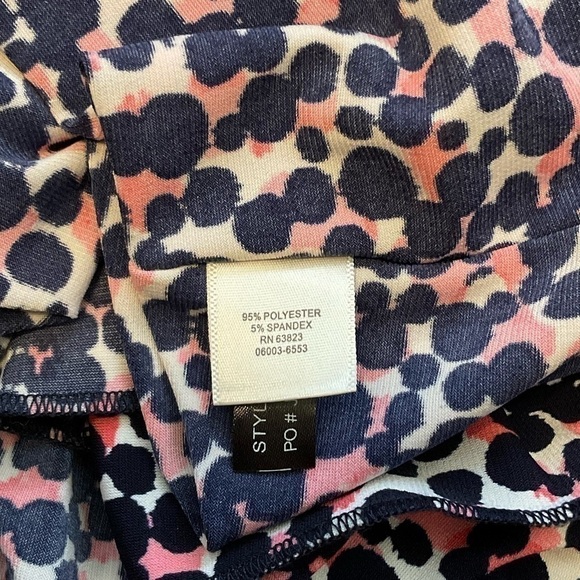 95% POLYESTER
5% SPANDEX
RN 63823
06003-6553
STYL
PO #